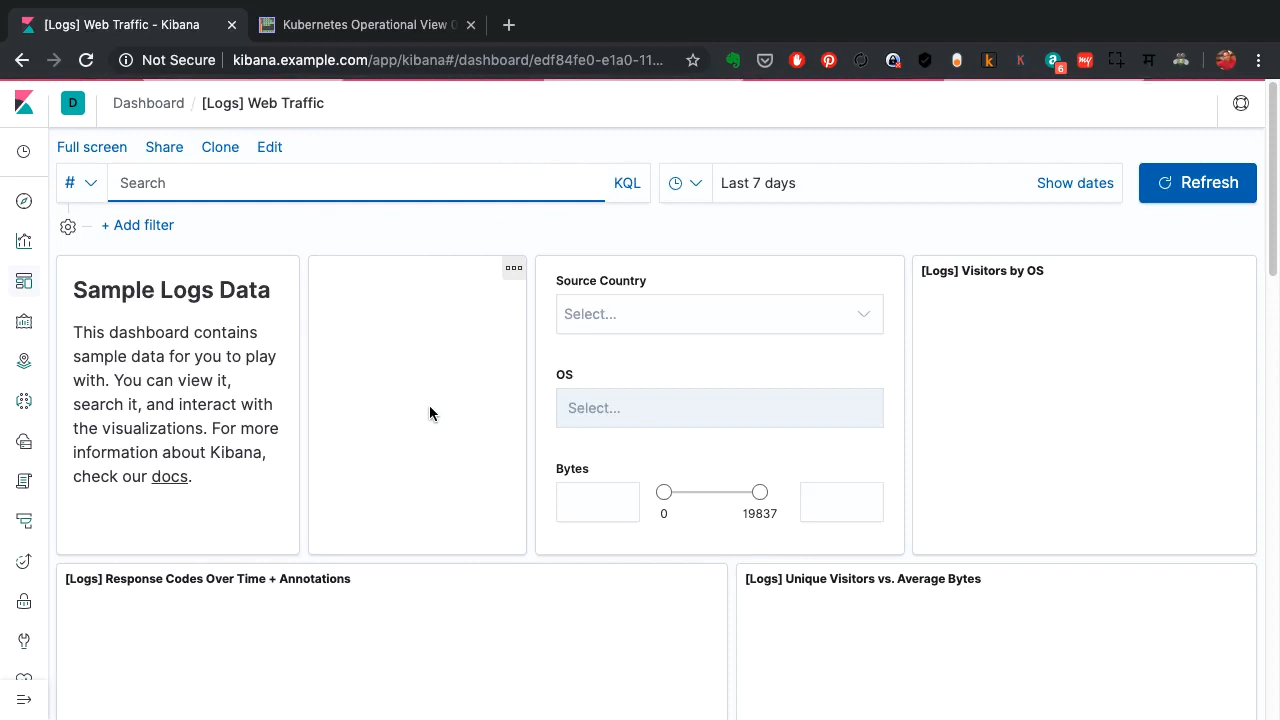 [Logs] Web Traffic - Kibana
Kubernetes Operational View
Not Secure
kibana.example.com/app/kibana#/dashboard/edf84fe0-e1a0-11...
6
my
D
Dashboard / [Logs] Web Traffic
Full screen Share Clone Edit
# Search KQL
Last 7 days Show dates
Refresh
+ Add filter
Sample Logs Data
This dashboard contains
sample data for you to play
with. You can view it,
search it, and interact with
the visualizations. For more
information about Kibana,
check our docs.
Source Country
Select...
OS
Select...
Bytes
0 19837
[Logs] Visitors by OS
[Logs] Response Codes Over Time + Annotations
[Logs] Unique Visitors vs. Average Bytes